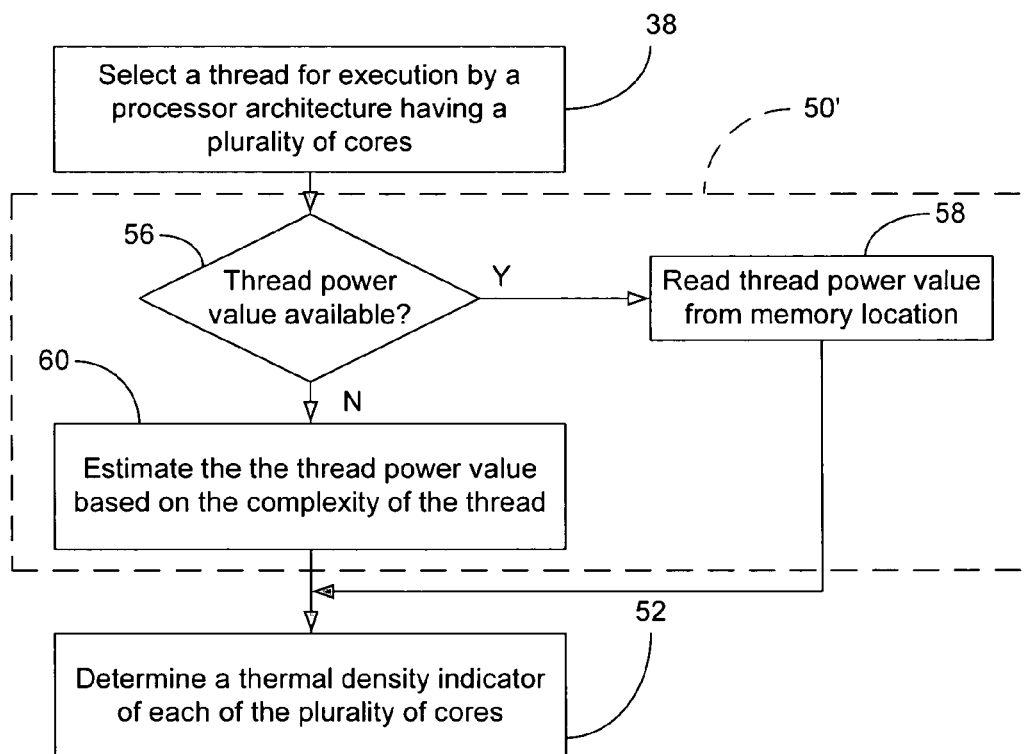 38
Select a thread for execution by a
processor architecture having a
plurality of cores
50'
56
Thread power
value available?
Y
58
Read thread power value
from memory location
60
N
Estimate the the thread power value
based on the complexity of the thread
52
Determine a thermal density indicator
of each of the plurality of cores